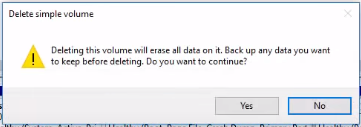 Delete simple volume
Deleting this volume will erase all data on it. Back up any data you want
to keep before deleting. Do you want to continue?
Yes
No